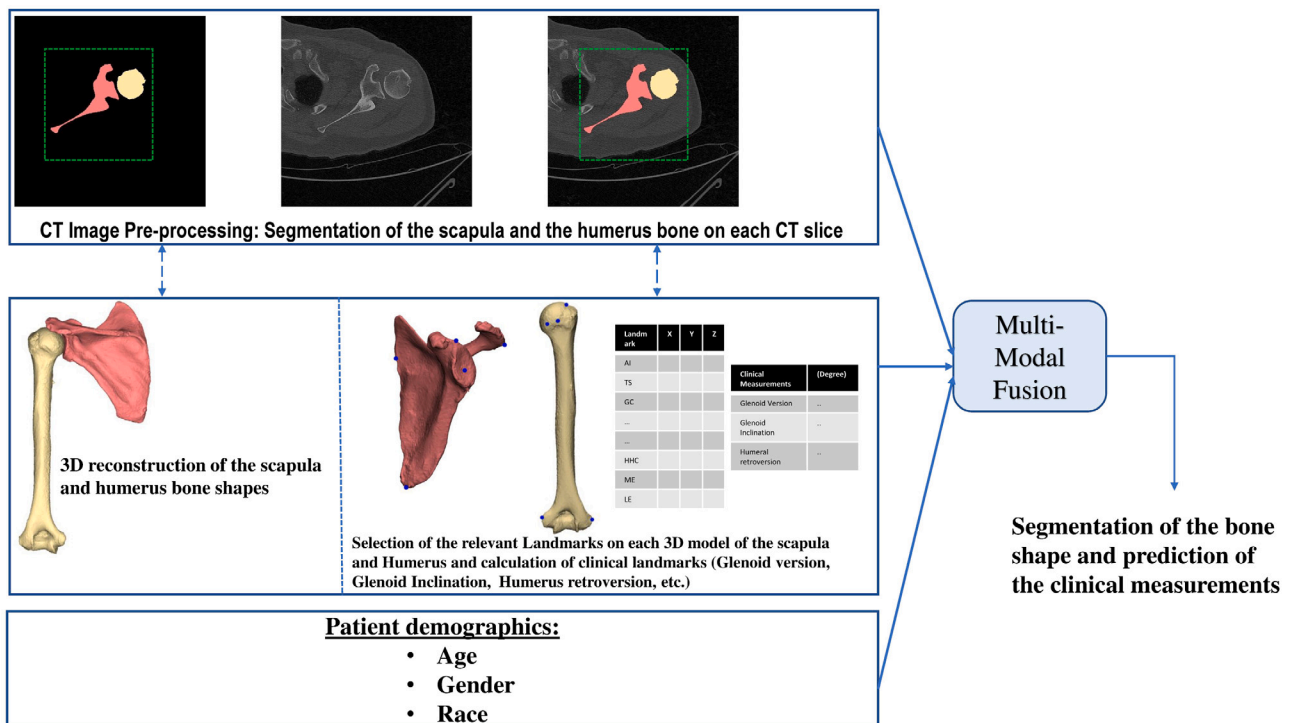 CT Image Pre-processing: Segmentation of the scapula and the humerus bone on each CT slice
3D reconstruction of the scapula
and humerus bone shapes
Landm
ark X Y Z
AI
TS
GC
...
...
HHC
ME
LE
Clinical
Measurements (Degree)
Glenoid Version ..
Glenoid
Inclination ..
Humeral
retroversion ..
Selection of the relevant Landmarks on each 3D model of the scapula
and Humerus and calculation of clinical landmarks (Glenoid version,
Glenoid Inclination, Humerus retroversion, etc.)
Patient demographics:
• Age
• Gender
• Race
Multi-
Modal
Fusion
Segmentation of the bone
shape and prediction of
the clinical measurements